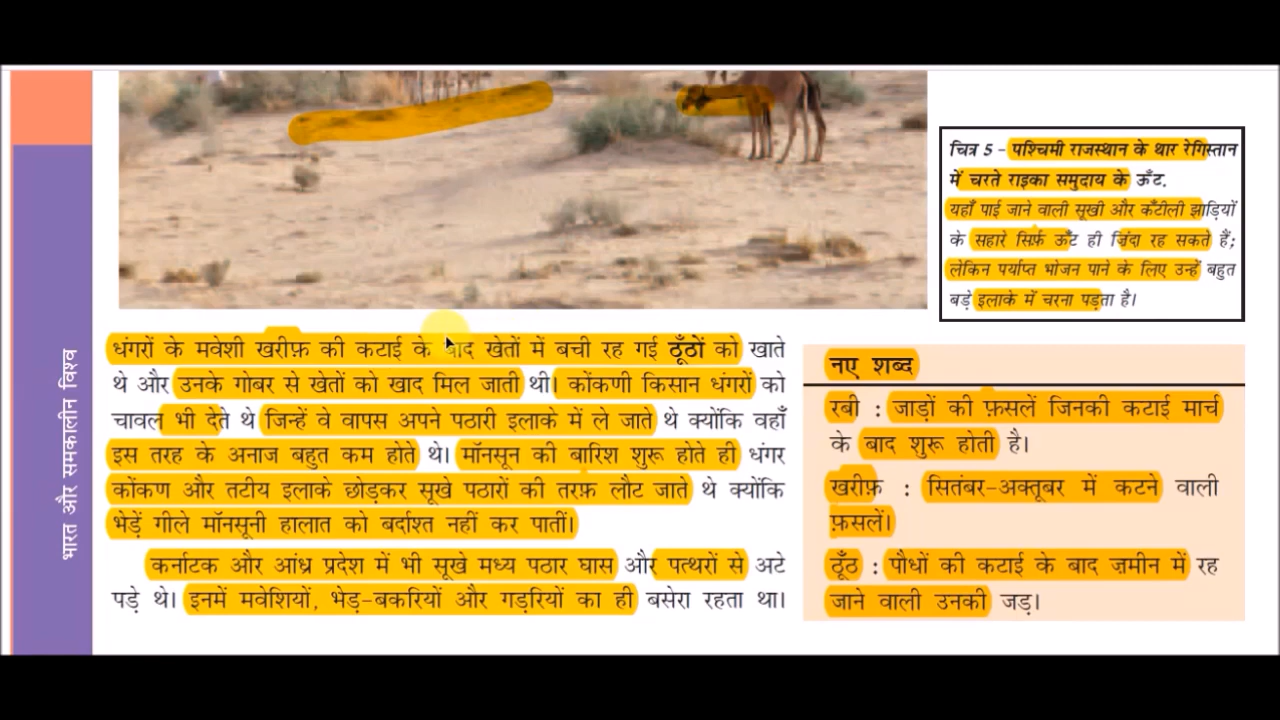 चित्र 5 – पश्चिमी राजस्थान के थार रेगिस्तान
में चरते राइका समुदाय के ऊँट.
यहाँ पाई जाने वाली सूखी और कँटीली झाड़ियों
के सहारे सिर्फ़ ऊँट ही ज़िंदा रह सकते हैं;
लेकिन पर्याप्त भोजन पाने के लिए उन्हें बहुत
बड़े इलाके में चरना पड़ता है।
धंगरों के मवेशी खरीफ़ की कटाई के बाद खेतों में बची रह गई ठूँठों को खाते
थे और उनके गोबर से खेतों को खाद मिल जाती थी। कोंकणी किसान धंगरों को
चावल भी देते थे जिन्हें वे वापस अपने पठारी इलाके में ले जाते थे क्योंकि वहाँ
इस तरह के अनाज बहुत कम होते थे। मॉनसून की बारिश शुरू होते ही धंगर
कोंकण और तटीय इलाके छोड़कर सूखे पठारों की तरफ़ लौट जाते थे क्योंकि
भेड़ें गीले मॉनसूनी हालात को बर्दाश्त नहीं कर पातीं।
कर्नाटक और आंध्र प्रदेश में भी सूखे मध्य पठार घास और पत्थरों से अटे
पड़े थे। इनमें मवेशियों, भेड़-बकरियों और गड़रियों का ही बसेरा रहता था।
नए शब्द
रबी : जाड़ों की फ़सलें जिनकी कटाई मार्च
के बाद शुरू होती है।
खरीफ़ : सितंबर-अक्तूबर में कटने वाली
फ़सलें।
ठूँठ : पौधों की कटाई के बाद ज़मीन में रह
जाने वाली उनकी जड़।
भारत और समकालीन विश्व